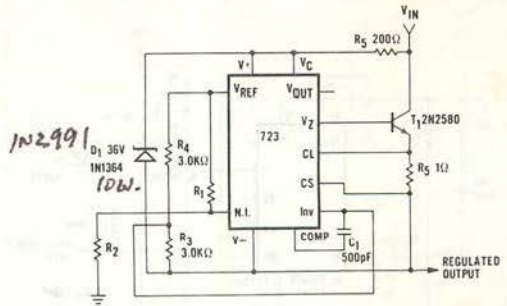 VIN
R5 200Ω
V+
VC
VREF
VOUT
1N2991
D1 36V
1N1364
10W.
R4
3.0KΩ
723
VZ
T1 2N2580
CL
R5 1Ω
R1
CS
N.I.
Inv
R2
R3
3.0KΩ
V–
COMP
C1
500pF
REGULATED
OUTPUT